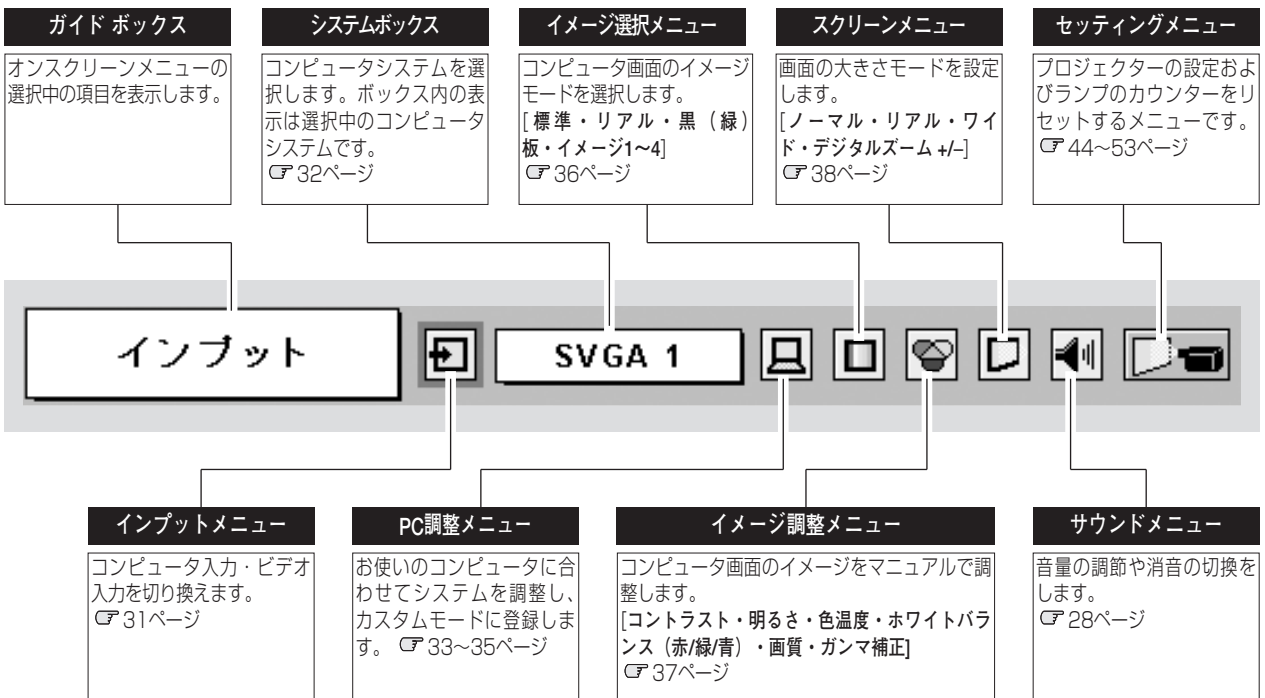 ガイド ボックス
オンスクリーンメニューの
選択中の項目を表示します。
システムボックス
コンピュータシステムを選
択します。ボックス内の表
示は選択中のコンピュータ
システムです。
☞32ページ
イメージ選択メニュー
コンピュータ画面のイメージ
モードを選択します。
[標準・リアル・黒（緑）
板・イメージ1〜4]
☞36ページ
スクリーンメニュー
画面の大きさモードを設定
します。
[ノーマル・リアル・ワイ
ド・デジタルズーム +/–]
☞38ページ
セッティングメニュー
プロジェクターの設定およ
びランプのカウンターをリ
セットするメニューです。
☞44〜53ページ
インプット
SVGA 1
インプットメニュー
コンピュータ入力・ビデオ
入力を切り換えます。
☞31ページ
PC調整メニュー
お使いのコンピュータに合
わせてシステムを調整し、
カスタムモードに登録しま
す。 ☞33〜35ページ
イメージ調整メニュー
コンピュータ画面のイメージをマニュアルで調
整します。
[コントラスト・明るさ・色温度・ホワイトバラ
ンス（赤/緑/青）・画質・ガンマ補正]
☞37ページ
サウンドメニュー
音量の調節や消音の切換を
します。
☞28ページ